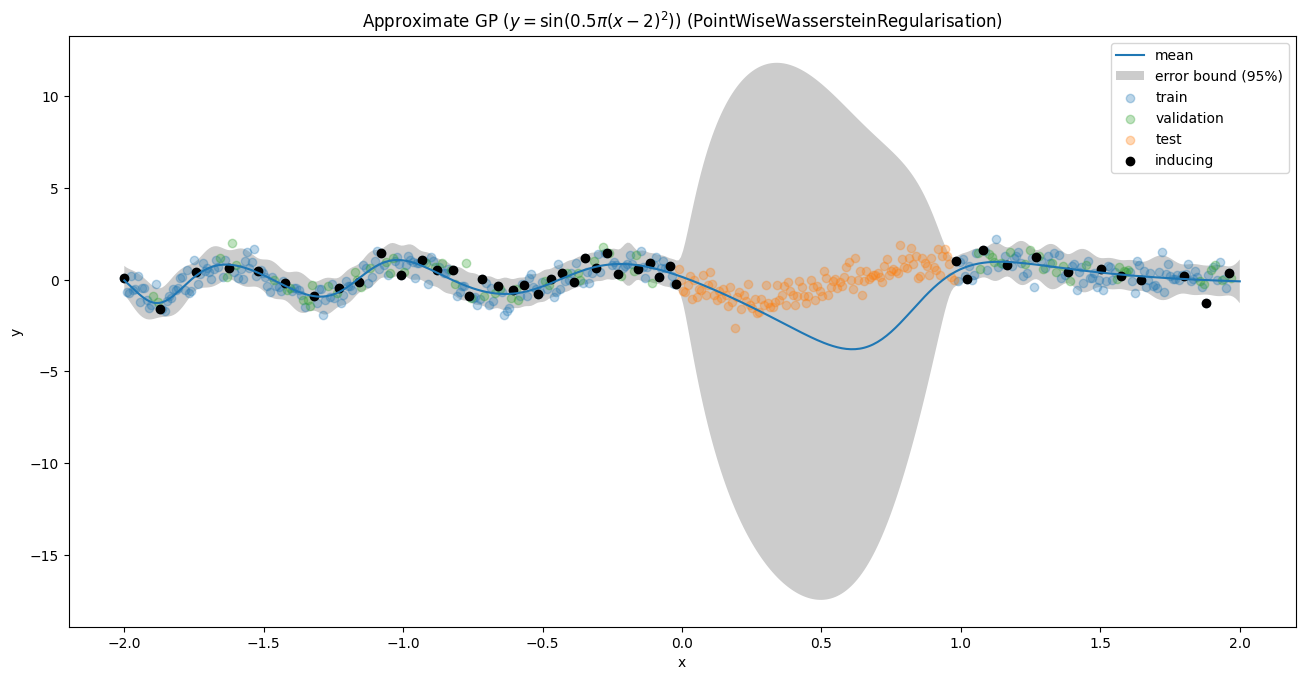 Approximate GP (y = sin(0.5π(x − 2)²)) (PointWiseWassersteinRegularisation)
mean
error bound (95%)
train
validation
test
inducing
y
10
5
0
−5
−10
−15
−2.0 −1.5 −1.0 −0.5 0.0 0.5 1.0 1.5 2.0
x